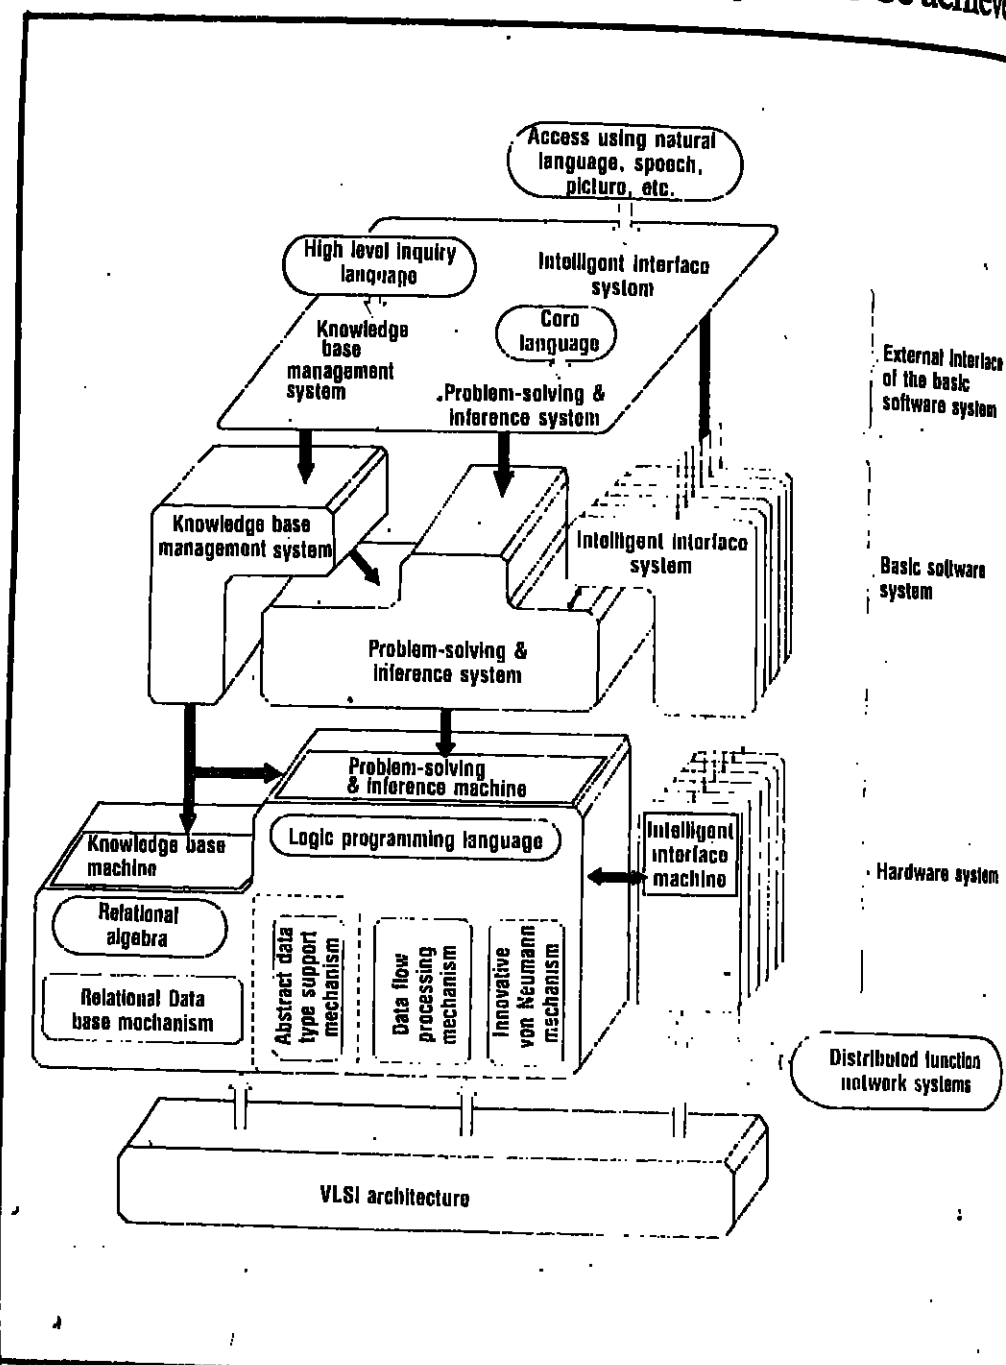 achieve
Access using natural
language, speech,
picture, etc.
High level inquiry
language
Intelligent interface
system
Knowledge
base
management
system
Core
language
Problem-solving &
inference system
External Interface
of the basic
software system
Knowledge base
management system
Intelligent interface
system
Basic software
system
Problem-solving &
inference system
Problem-solving
& inference machine
Logic programming language
Knowledge base
machine
Intelligent
interface
machine
Hardware system
Relational
algebra
Relational Data
base mechanism
Abstract data
type support
mechanism
Data flow
processing
mechanism
Innovative
von Neumann
mechanism
Distributed function
network systems
VLSI architecture